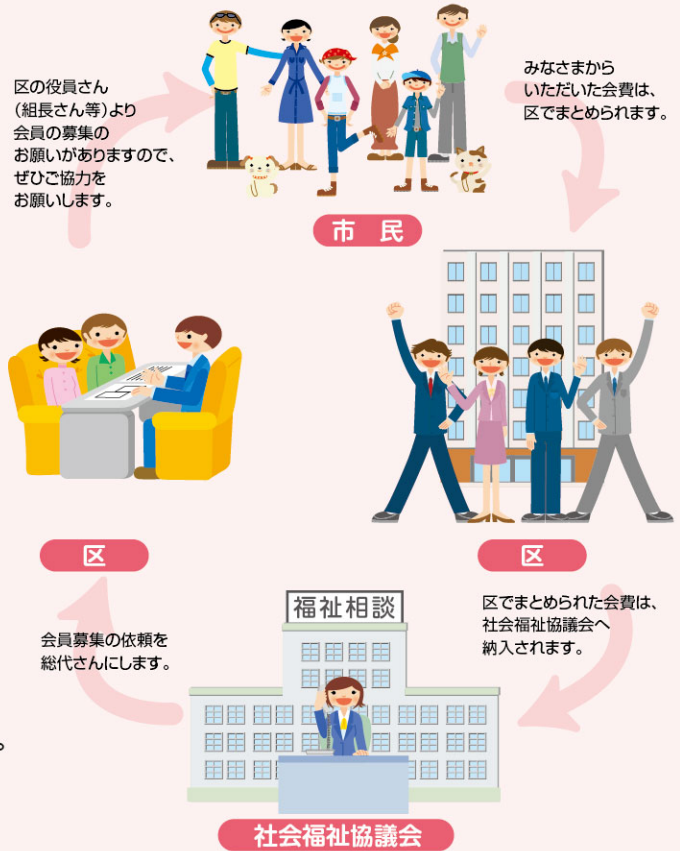 区の役員さん
（組長さん等）より
会員の募集の
お願いがありますので、
ぜひご協力を
お願いします。
みなさまから
いただいた会費は、
区でまとめられます。
市民
区
区
会員募集の依頼を
総代さんにします。
福祉相談
区でまとめられた会費は、
社会福祉協議会へ
納入されます。
。
社会福祉協議会